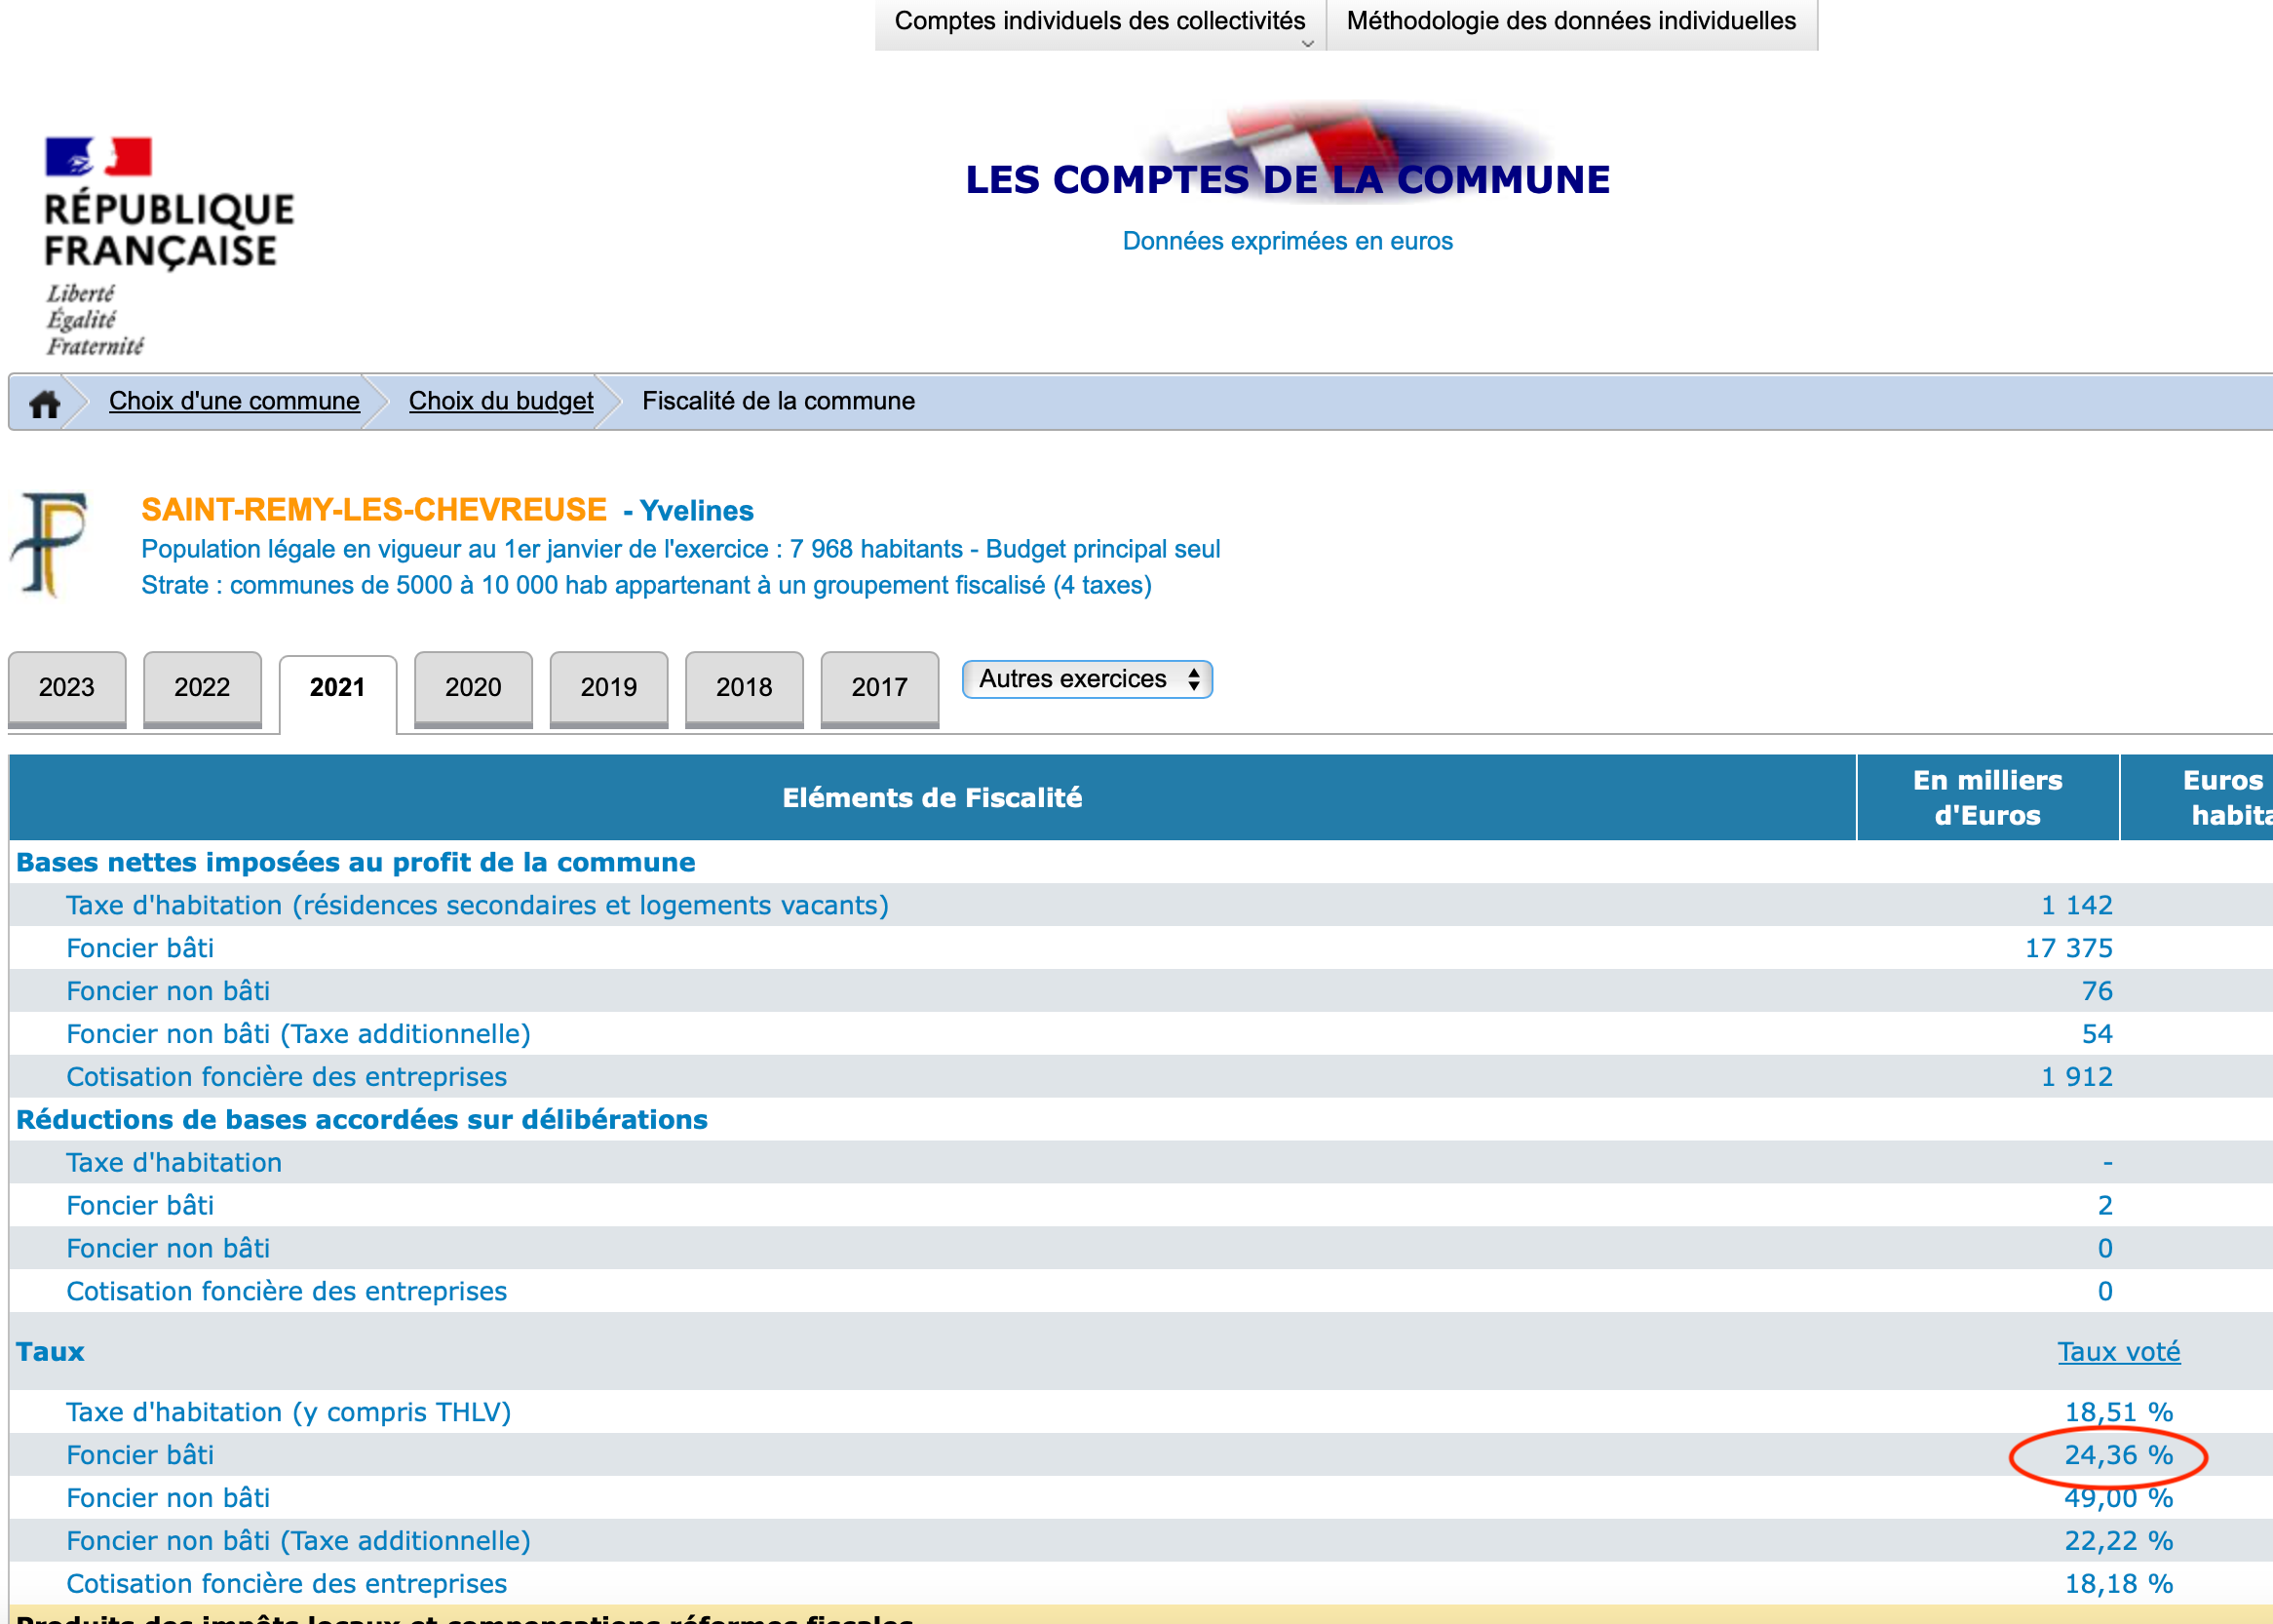 Comptes individuels des collectivités
Méthodologie des données individuelles
RÉPUBLIQUE
FRANÇAISE
Liberté
Égalité
Fraternité
LES COMPTES DE LA COMMUNE
Données exprimées en euros
Choix d'une commune
Choix du budget
Fiscalité de la commune
SAINT-REMY-LES-CHEVREUSE - Yvelines
Population légale en vigueur au 1er janvier de l'exercice : 7 968 habitants - Budget principal seul
Strate : communes de 5000 à 10 000 hab appartenant à un groupement fiscalisé (4 taxes)
2023 2022 2021 2020 2019 2018 2017 Autres exercices
Eléments de Fiscalité
En milliers
d'Euros
Euros
Bases nettes imposées au profit de la commune
Taxe d'habitation (résidences secondaires et logements vacants) 1 142
Foncier bâti 17 375
Foncier non bâti 76
Foncier non bâti (Taxe additionnelle) 54
Cotisation foncière des entreprises 1 912
Réductions de bases accordées sur délibérations
Taxe d'habitation -
Foncier bâti 2
Foncier non bâti 0
Cotisation foncière des entreprises 0
Taux Taux voté
Taxe d'habitation (y compris THLV) 18,51 %
Foncier bâti 24,36 %
Foncier non bâti 49,00 %
Foncier non bâti (Taxe additionnelle) 22,22 %
Cotisation foncière des entreprises 18,18 %
Produits des impôts locaux et compensations réformes fiscales